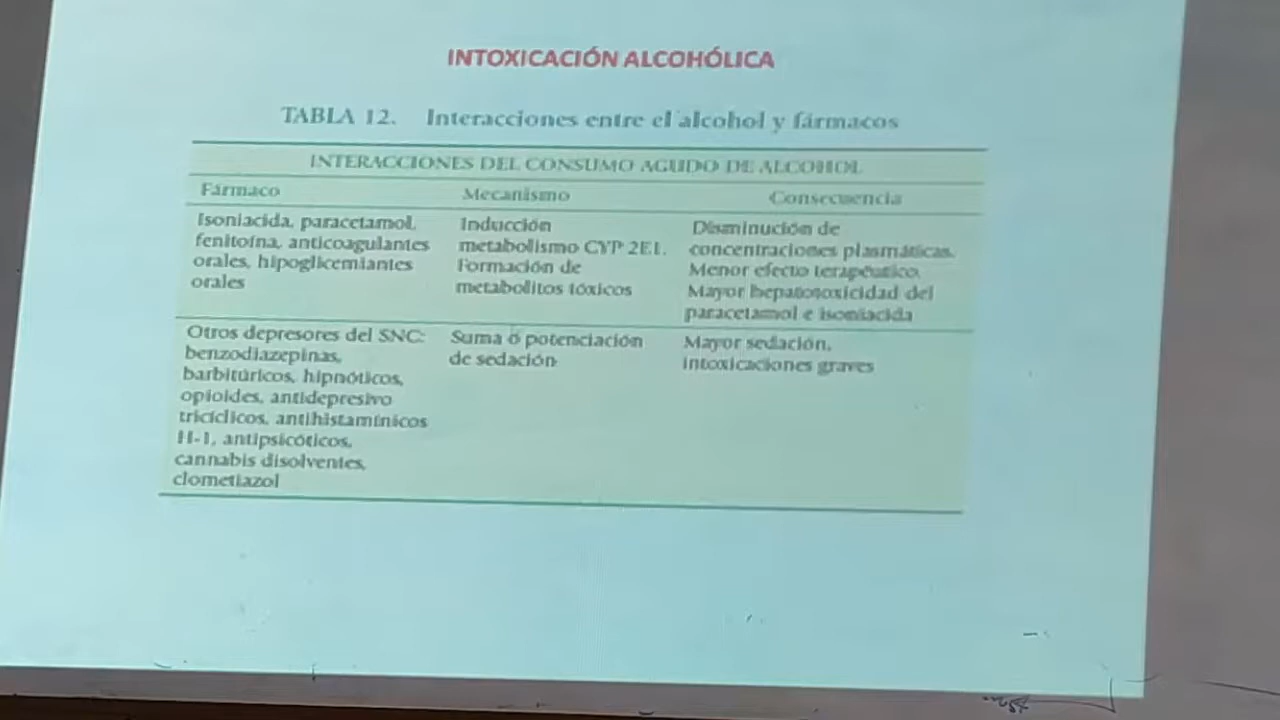 INTOXICACIÓN ALCOHÓLICA
TABLA 12. Interacciones entre el alcohol y fármacos
INTERACCIONES DEL CONSUMO AGUDO DE ALCOHOL
Fármaco Mecanismo Consecuencia
Isoniacida, paracetamol,
fenitoína, anticoagulantes
orales, hipoglicemiantes
orales
Inducción
metabolismo CYP 2E1.
Formación de
metabolitos tóxicos
Disminución de
concentraciones plasmáticas.
Menor efecto terapéutico.
Mayor hepatotoxicidad del
paracetamol e isoniacida
Otros depresores del SNC:
benzodiazepinas,
barbitúricos, hipnóticos,
opioides, antidepresivo
tricíclicos, antihistamínicos
H-1, antipsicóticos,
cannabis disolventes,
clometiazol
Suma o potenciación
de sedación
Mayor sedación,
intoxicaciones graves